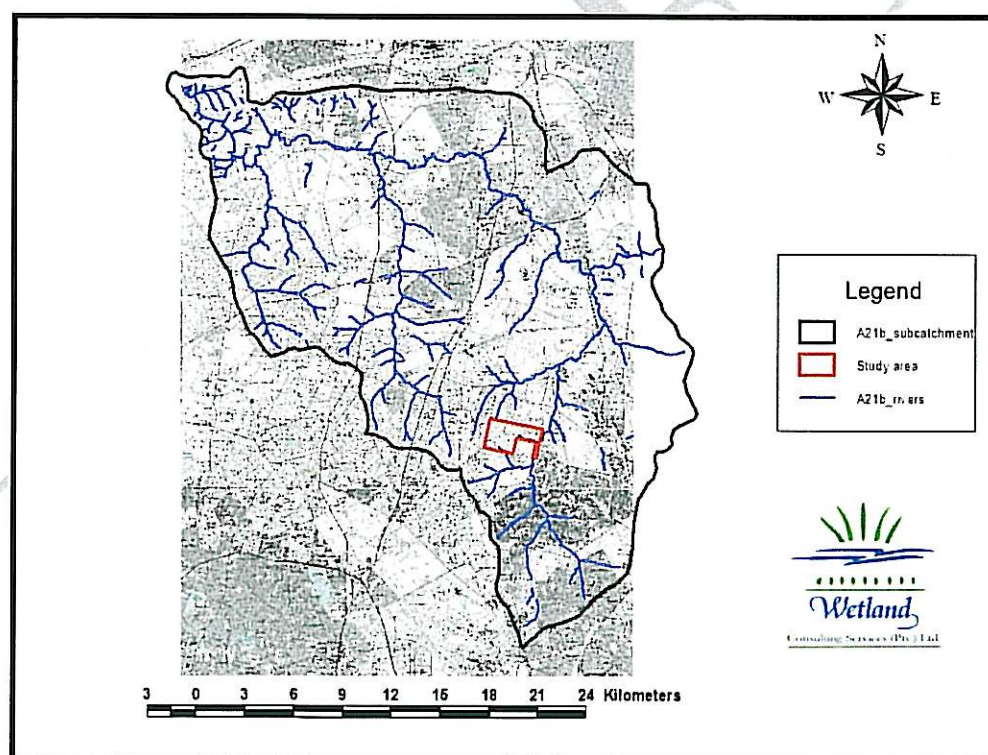 N
W E
S
Legend
A21b_subcatchment
Study area
A21b_rivers
Wetland
Consulting Services (Pty.) Ltd.
3 0 3 6 9 12 15 18 21 24 Kilometers